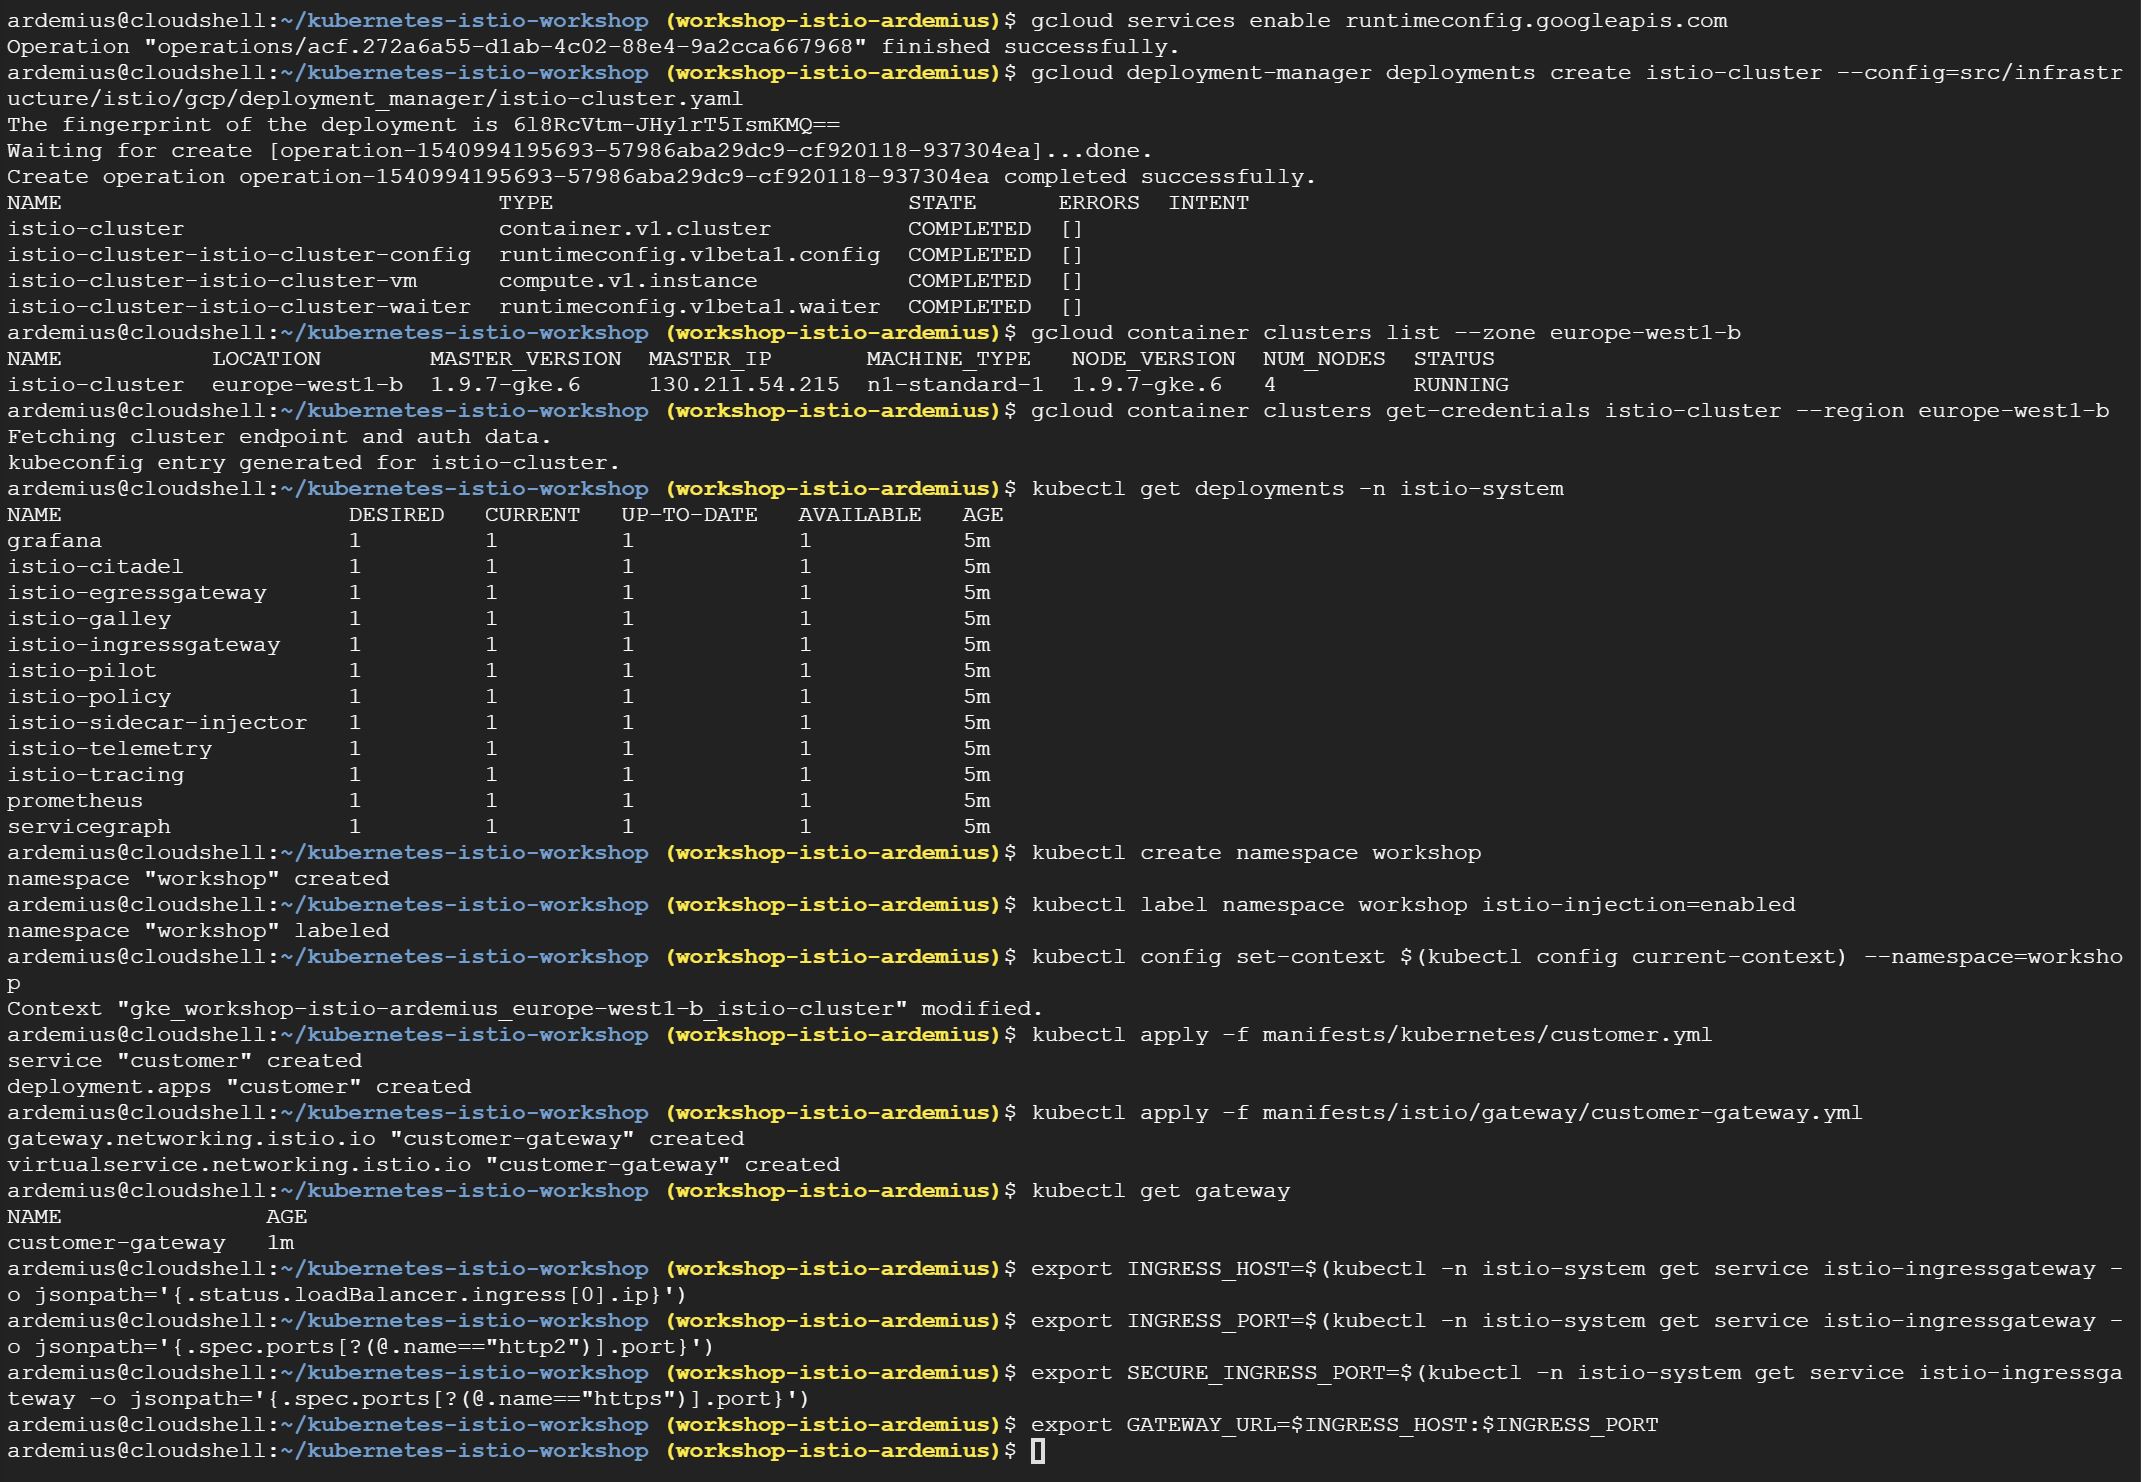 ardemius@cloudshell:~/kubernetes-istio-workshop (workshop-istio-ardemius)$ gcloud services enable runtimeconfig.googleapis.com
Operation "operations/acf.272a6a55-d1ab-4c02-88e4-9a2cca667968" finished successfully.
ardemius@cloudshell:~/kubernetes-istio-workshop (workshop-istio-ardemius)$ gcloud deployment-manager deployments create istio-cluster --config=src/infrastr
ucture/istio/gcp/deployment_manager/istio-cluster.yaml
The fingerprint of the deployment is 6l8RcVtm-JHy1rT5IsmKMQ==
Waiting for create [operation-1540994195693-57986aba29dc9-cf920118-937304ea]...done.
Create operation operation-1540994195693-57986aba29dc9-cf920118-937304ea completed successfully.
NAME                                TYPE                          STATE      ERRORS  INTENT
istio-cluster                       container.v1.cluster          COMPLETED  []
istio-cluster-istio-cluster-config  runtimeconfig.v1beta1.config  COMPLETED  []
istio-cluster-istio-cluster-vm      compute.v1.instance           COMPLETED  []
istio-cluster-istio-cluster-waiter  runtimeconfig.v1beta1.waiter  COMPLETED  []
ardemius@cloudshell:~/kubernetes-istio-workshop (workshop-istio-ardemius)$ gcloud container clusters list --zone europe-west1-b
NAME           LOCATION        MASTER_VERSION  MASTER_IP       MACHINE_TYPE   NODE_VERSION  NUM_NODES  STATUS
istio-cluster  europe-west1-b  1.9.7-gke.6     130.211.54.215  n1-standard-1  1.9.7-gke.6   4          RUNNING
ardemius@cloudshell:~/kubernetes-istio-workshop (workshop-istio-ardemius)$ gcloud container clusters get-credentials istio-cluster --region europe-west1-b
Fetching cluster endpoint and auth data.
kubeconfig entry generated for istio-cluster.
ardemius@cloudshell:~/kubernetes-istio-workshop (workshop-istio-ardemius)$ kubectl get deployments -n istio-system
NAME                     DESIRED   CURRENT   UP-TO-DATE   AVAILABLE   AGE
grafana                  1         1         1            1           5m
istio-citadel            1         1         1            1           5m
istio-egressgateway      1         1         1            1           5m
istio-galley             1         1         1            1           5m
istio-ingressgateway     1         1         1            1           5m
istio-pilot              1         1         1            1           5m
istio-policy             1         1         1            1           5m
istio-sidecar-injector   1         1         1            1           5m
istio-telemetry          1         1         1            1           5m
istio-tracing            1         1         1            1           5m
prometheus               1         1         1            1           5m
servicegraph             1         1         1            1           5m
ardemius@cloudshell:~/kubernetes-istio-workshop (workshop-istio-ardemius)$ kubectl create namespace workshop
namespace "workshop" created
ardemius@cloudshell:~/kubernetes-istio-workshop (workshop-istio-ardemius)$ kubectl label namespace workshop istio-injection=enabled
namespace "workshop" labeled
ardemius@cloudshell:~/kubernetes-istio-workshop (workshop-istio-ardemius)$ kubectl config set-context $(kubectl config current-context) --namespace=worksho
p
Context "gke_workshop-istio-ardemius_europe-west1-b_istio-cluster" modified.
ardemius@cloudshell:~/kubernetes-istio-workshop (workshop-istio-ardemius)$ kubectl apply -f manifests/kubernetes/customer.yml
service "customer" created
deployment.apps "customer" created
ardemius@cloudshell:~/kubernetes-istio-workshop (workshop-istio-ardemius)$ kubectl apply -f manifests/istio/gateway/customer-gateway.yml
gateway.networking.istio.io "customer-gateway" created
virtualservice.networking.istio.io "customer-gateway" created
ardemius@cloudshell:~/kubernetes-istio-workshop (workshop-istio-ardemius)$ kubectl get gateway
NAME               AGE
customer-gateway   1m
ardemius@cloudshell:~/kubernetes-istio-workshop (workshop-istio-ardemius)$ export INGRESS_HOST=$(kubectl -n istio-system get service istio-ingressgateway -
o jsonpath='{.status.loadBalancer.ingress[0].ip}')
ardemius@cloudshell:~/kubernetes-istio-workshop (workshop-istio-ardemius)$ export INGRESS_PORT=$(kubectl -n istio-system get service istio-ingressgateway -
o jsonpath='{.spec.ports[?(@.name=="http2")].port}')
ardemius@cloudshell:~/kubernetes-istio-workshop (workshop-istio-ardemius)$ export SECURE_INGRESS_PORT=$(kubectl -n istio-system get service istio-ingressga
teway -o jsonpath='{.spec.ports[?(@.name=="https")].port}')
ardemius@cloudshell:~/kubernetes-istio-workshop (workshop-istio-ardemius)$ export GATEWAY_URL=$INGRESS_HOST:$INGRESS_PORT
ardemius@cloudshell:~/kubernetes-istio-workshop (workshop-istio-ardemius)$